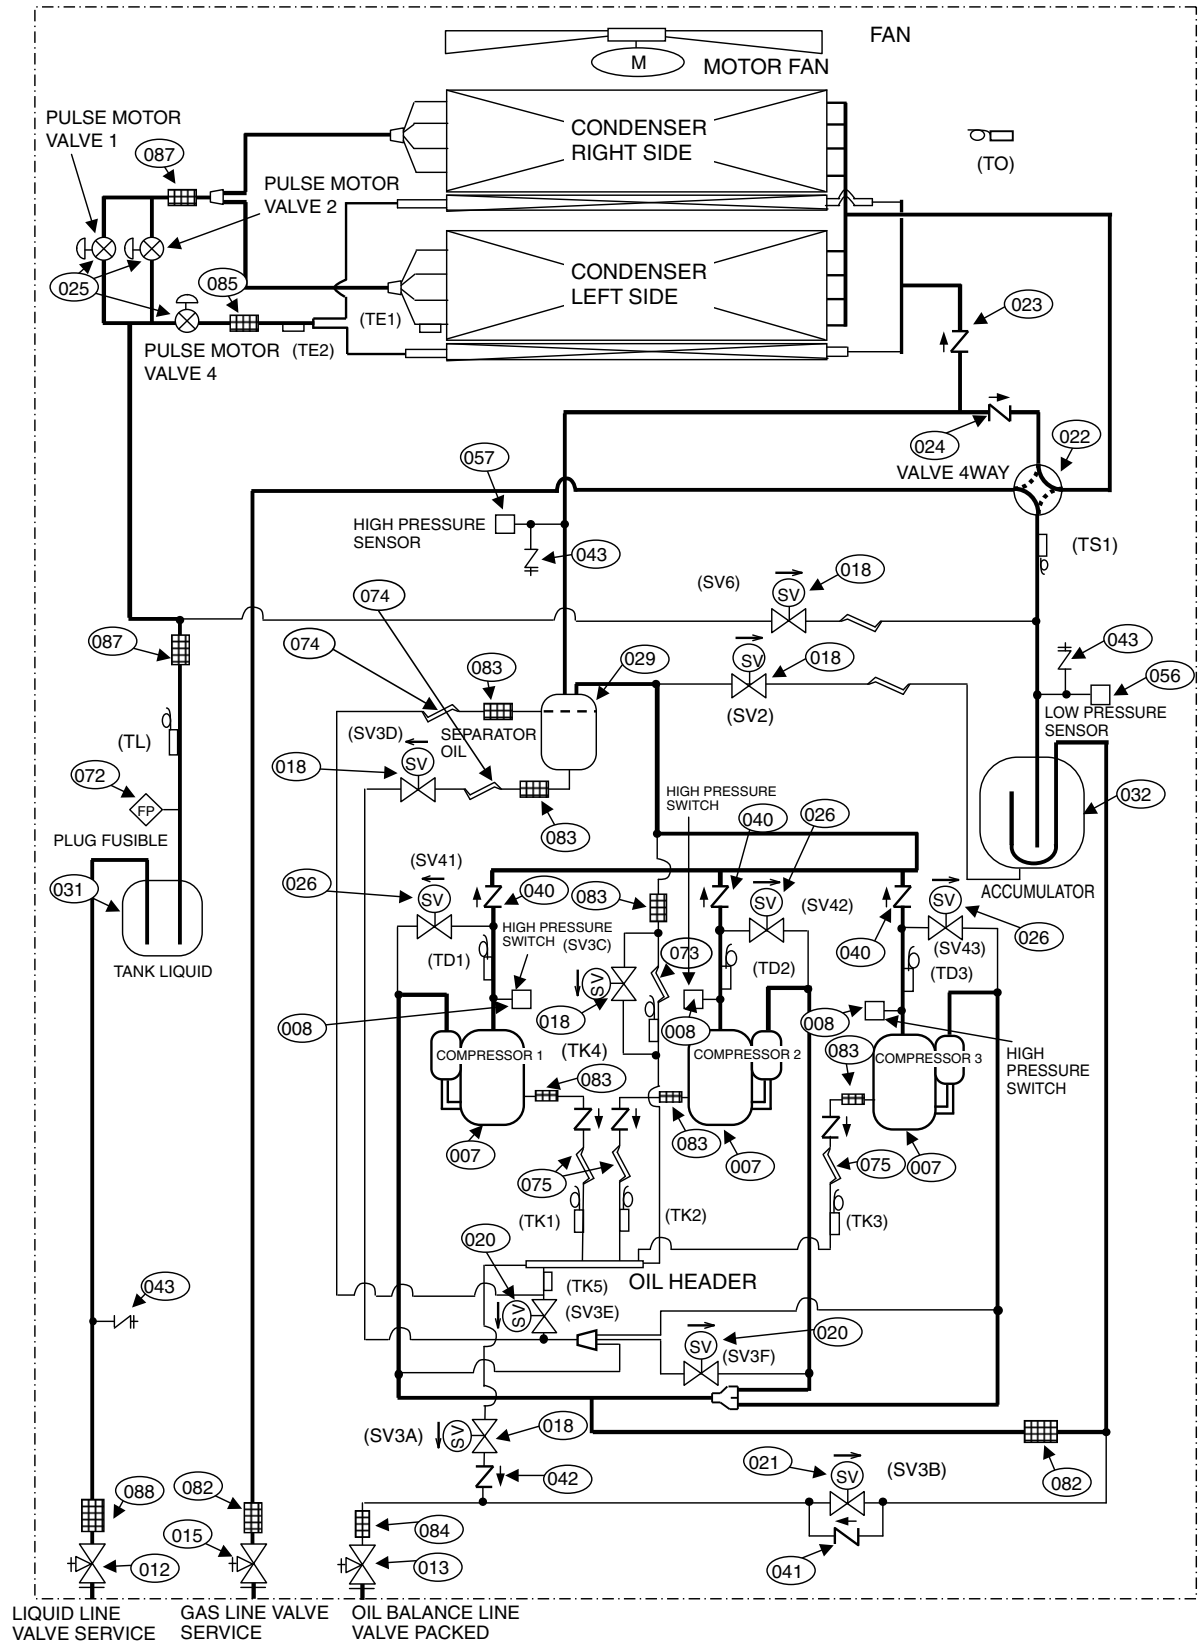 FAN
M
MOTOR FAN
PULSE MOTOR
VALVE 1
087
CONDENSER
RIGHT SIDE
(TO)
PULSE MOTOR
VALVE 2
025
085
CONDENSER
LEFT SIDE
(TE1)
(TE2)
PULSE MOTOR
VALVE 4
023
024
022
VALVE 4WAY
057
HIGH PRESSURE
SENSOR
043
(TS1)
(SV6)
018
SV
074
087
074
083
029
SV
018
043
056
(SV2)
LOW PRESSURE
SENSOR
(TL)
(SV3D)
SEPARATOR
OIL
018
SV
072
FP
PLUG FUSIBLE
083
HIGH PRESSURE
SWITCH
040
026
032
031
026
(SV41)
SV
040
083
SV
(SV42)
SV
ACCUMULATOR
026
TANK LIQUID
HIGH PRESSURE
SWITCH
(SV3C)
(TD1)
073
(TD2)
040
(SV43)
(TD3)
SV
018
008
008
008
COMPRESSOR 1
(TK4)
COMPRESSOR 2
COMPRESSOR 3
HIGH
PRESSURE
SWITCH
083
083
083
007
007
007
075
075
(TK1)
(TK2)
(TK3)
020
OIL HEADER
(TK5)
043
SV
(SV3E)
SV
020
(SV3F)
(SV3A)
SV
018
042
021
SV
(SV3B)
082
088
082
084
015
012
013
041
LIQUID LINE
VALVE SERVICE
GAS LINE VALVE
SERVICE
OIL BALANCE LINE
VALVE PACKED